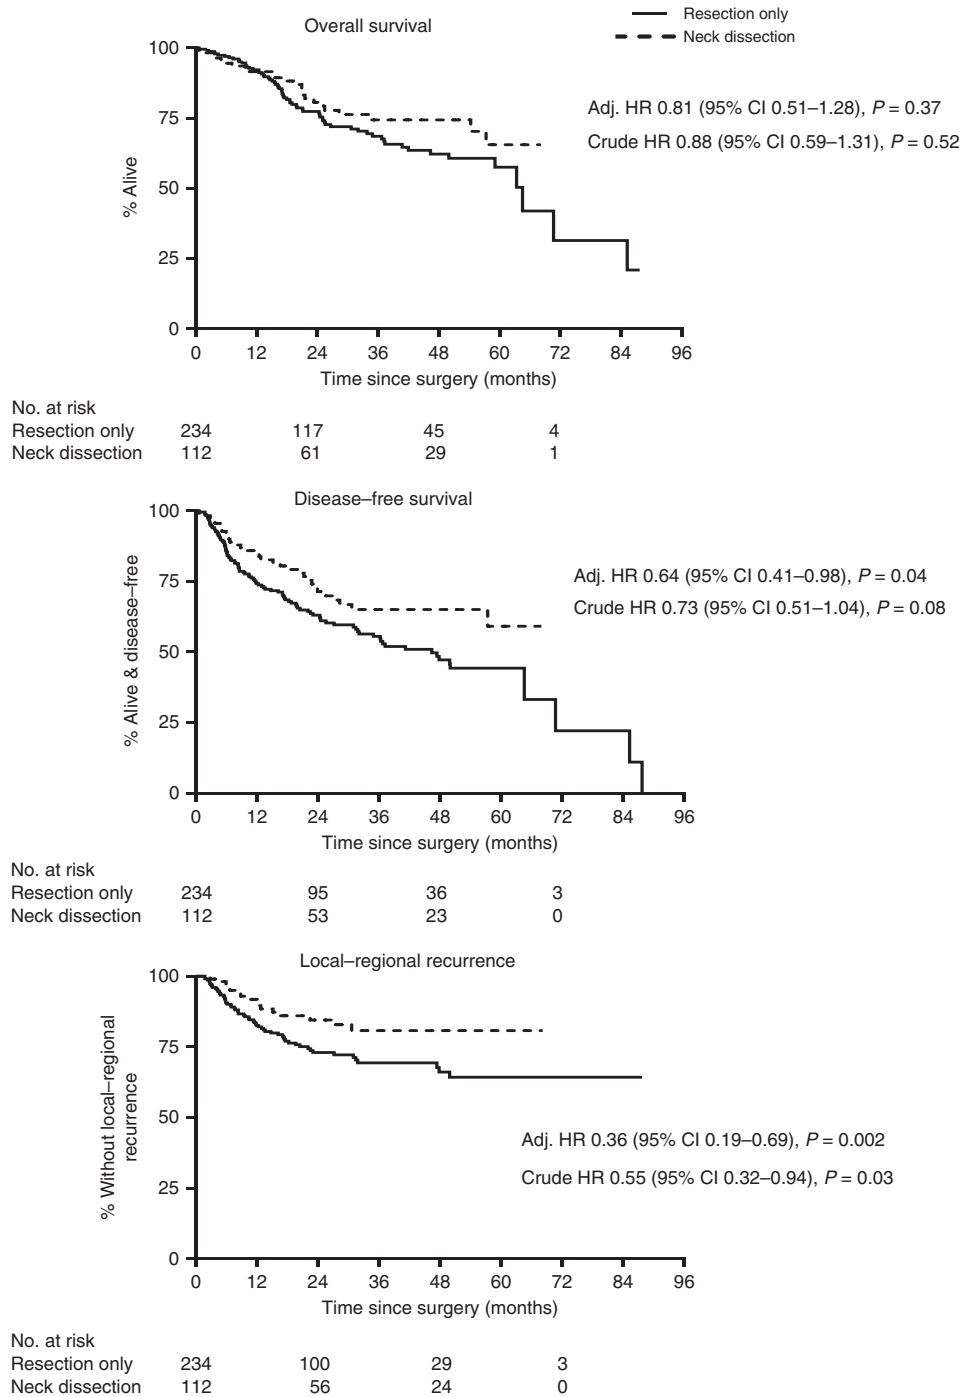 Overall survival
Resection only
Neck dissection
100
75
50
25
0
% Alive
Adj. HR 0.81 (95% CI 0.51–1.28), P = 0.37
Crude HR 0.88 (95% CI 0.59–1.31), P = 0.52
0 12 24 36 48 60 72 84 96
Time since surgery (months)
No. at risk
Resection only 234 117 45 4
Neck dissection 112 61 29 1
Disease–free survival
100
75
50
25
0
% Alive & disease–free
Adj. HR 0.64 (95% CI 0.41–0.98), P = 0.04
Crude HR 0.73 (95% CI 0.51–1.04), P = 0.08
0 12 24 36 48 60 72 84 96
Time since surgery (months)
No. at risk
Resection only 234 95 36 3
Neck dissection 112 53 23 0
Local–regional recurrence
100
75
50
25
0
% Without local–regional
recurrence
Adj. HR 0.36 (95% CI 0.19–0.69), P = 0.002
Crude HR 0.55 (95% CI 0.32–0.94), P = 0.03
0 12 24 36 48 60 72 84 96
Time since surgery (months)
No. at risk
Resection only 234 100 29 3
Neck dissection 112 56 24 0